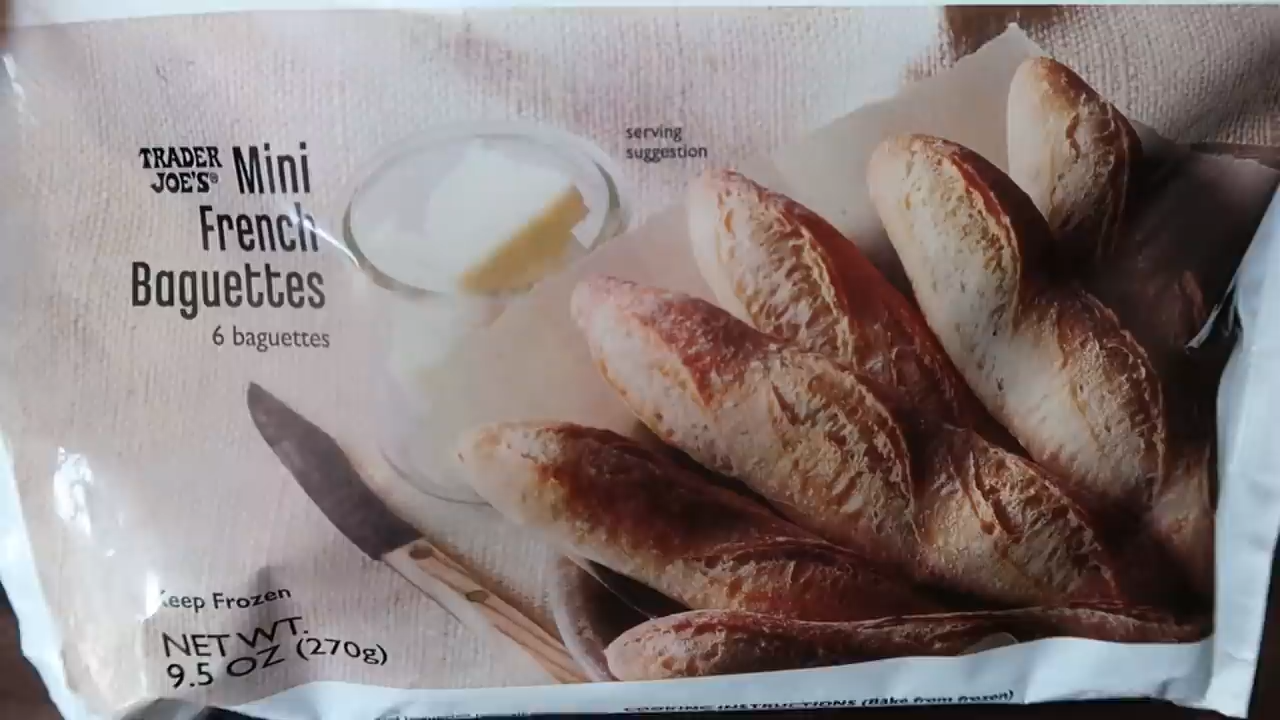 TRADER
JOE'S® Mini
French
Baguettes
6 baguettes
serving
suggestion
Keep Frozen
NET WT.
9.5 OZ (270g)
COOKING INSTRUCTIONS (Bake from frozen)